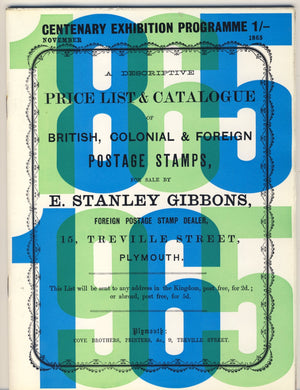 CENTENARY EXHIBITION PROGRAMME 1/–
NOVEMBER 1965
1865
A DESCRIPTIVE
PRICE LIST & CATALOGUE
OF
BRITISH, COLONIAL & FOREIGN
POSTAGE STAMPS,
FOR SALE BY
E. STANLEY GIBBONS,
FOREIGN POSTAGE STAMP DEALER,
15, TREVILLE STREET,
PLYMOUTH.
This List will be sent to any address in the Kingdom, post free, for 2d.;
or abroad, post free, for 5d.
Plymouth:
COVE BROTHERS, PRINTERS, &c., 9, TREVILLE STREET.
1965